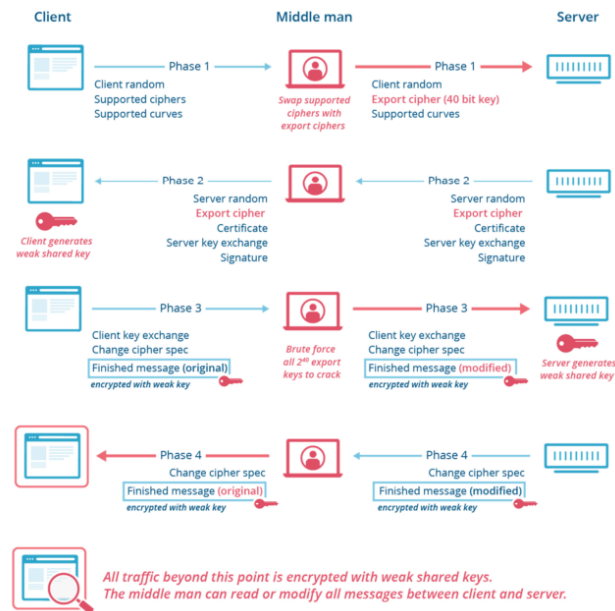 Client
Middle man
Server
Phase 1
Client random
Supported ciphers
Supported curves
Swap supported
ciphers with
export ciphers
Phase 1
Client random
Export cipher (40 bit key)
Supported curves
Phase 2
Server random
Export cipher
Certificate
Server key exchange
Signature
Client generates
weak shared key
Phase 2
Server random
Export cipher
Certificate
Server key exchange
Signature
Phase 3
Client key exchange
Change cipher spec
Finished message (original)
encrypted with weak key
Brute force
all 2⁴⁰ export
keys to crack
Phase 3
Client key exchange
Change cipher spec
Finished message (modified)
encrypted with weak key
Server generates
weak shared key
Phase 4
Change cipher spec
Finished message (original)
encrypted with weak key
Phase 4
Change cipher spec
Finished message (modified)
encrypted with weak key
All traffic beyond this point is encrypted with weak shared keys.
The middle man can read or modify all messages between client and server.